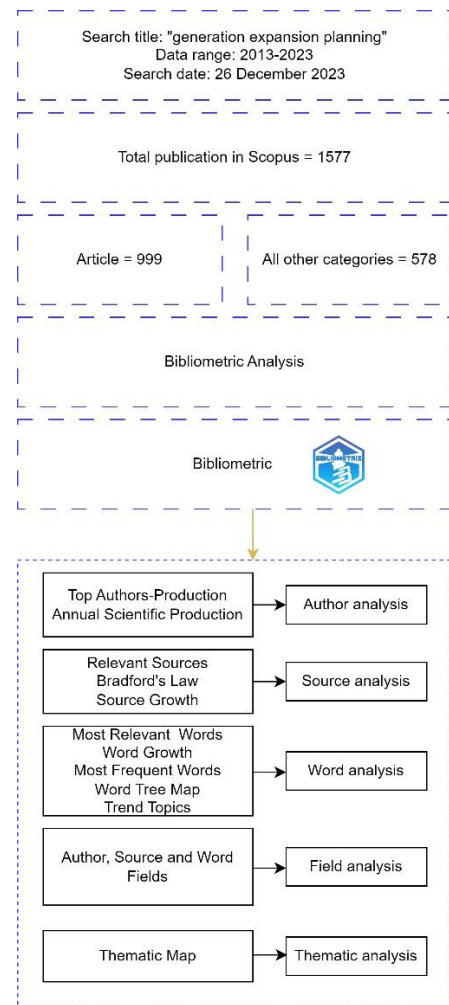 Search title: "generation expansion planning"
Data range: 2013-2023
Search date: 26 December 2023
Total publication in Scopus = 1577
Article = 999
All other categories = 578
Bibliometric Analysis
Bibliometric
BIBLIOMETRIX
Top Authors-Production
Annual Scientific Production
Author analysis
Relevant Sources
Bradford's Law
Source Growth
Source analysis
Most Relevant Words
Word Growth
Most Frequent Words
Word Tree Map
Trend Topics
Word analysis
Author, Source and Word
Fields
Field analysis
Thematic Map
Thematic analysis